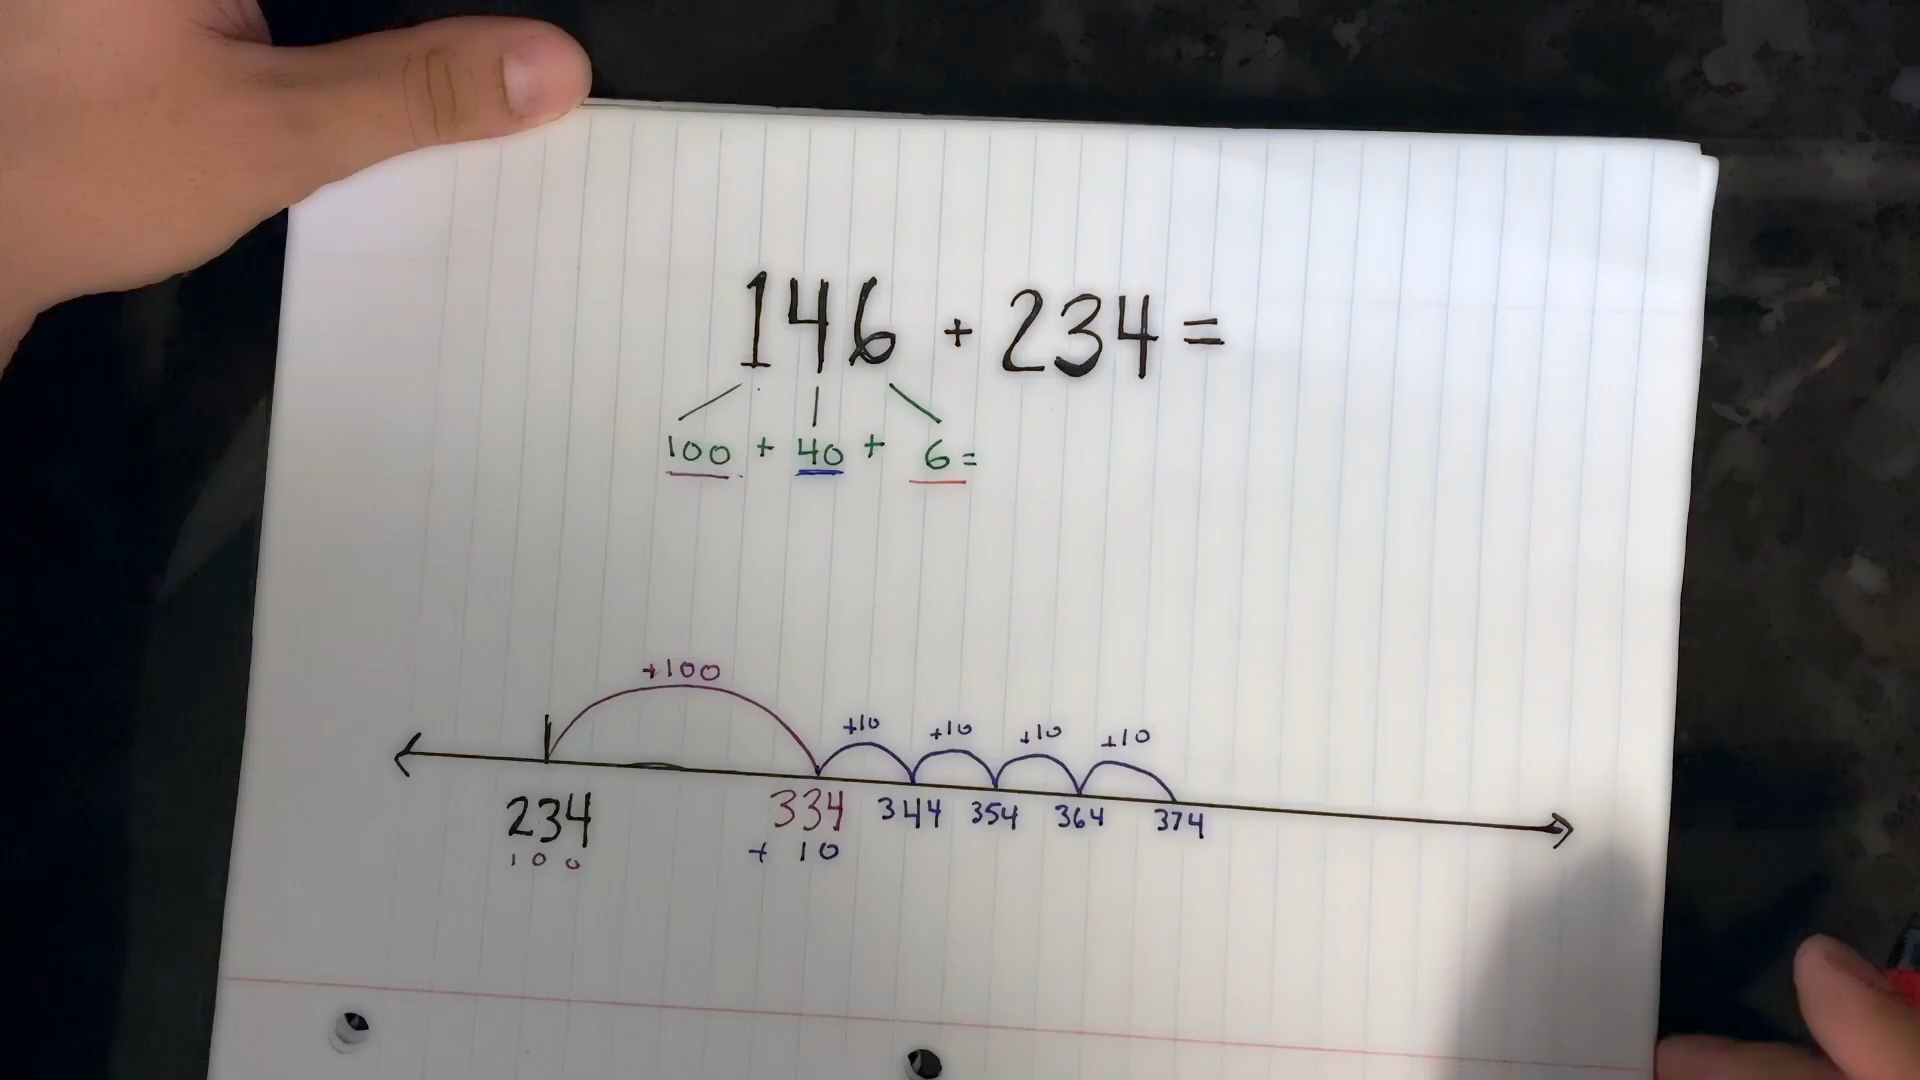 146 + 234 =
100 + 40 + 6 =
+100
+10 +10 +10 +10
234 334 344 354 364 374
100 + 10